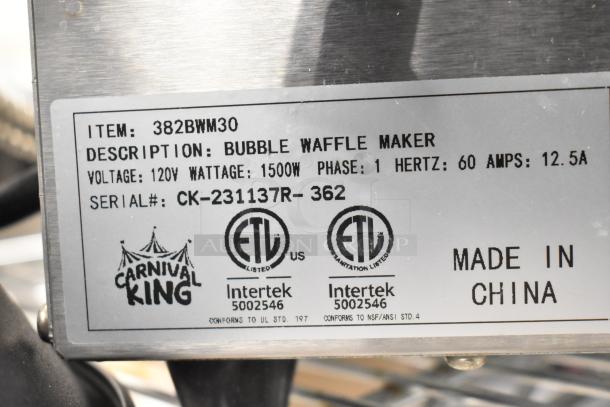 ITEM: 382BWM30
DESCRIPTION: BUBBLE WAFFLE MAKER
VOLTAGE: 120V WATTAGE: 1500W PHASE: 1 HERTZ: 60 AMPS: 12.5A
SERIAL#: CK-231137R-362
CARNIVAL KING
ETL LISTED US
Intertek
5002546
CONFORMS TO UL STD. 197
ETL SANITATION LISTED
Intertek
5002546
CONFORMS TO NSF/ANSI STD.4
MADE IN
CHINA
AUCTION GROUP